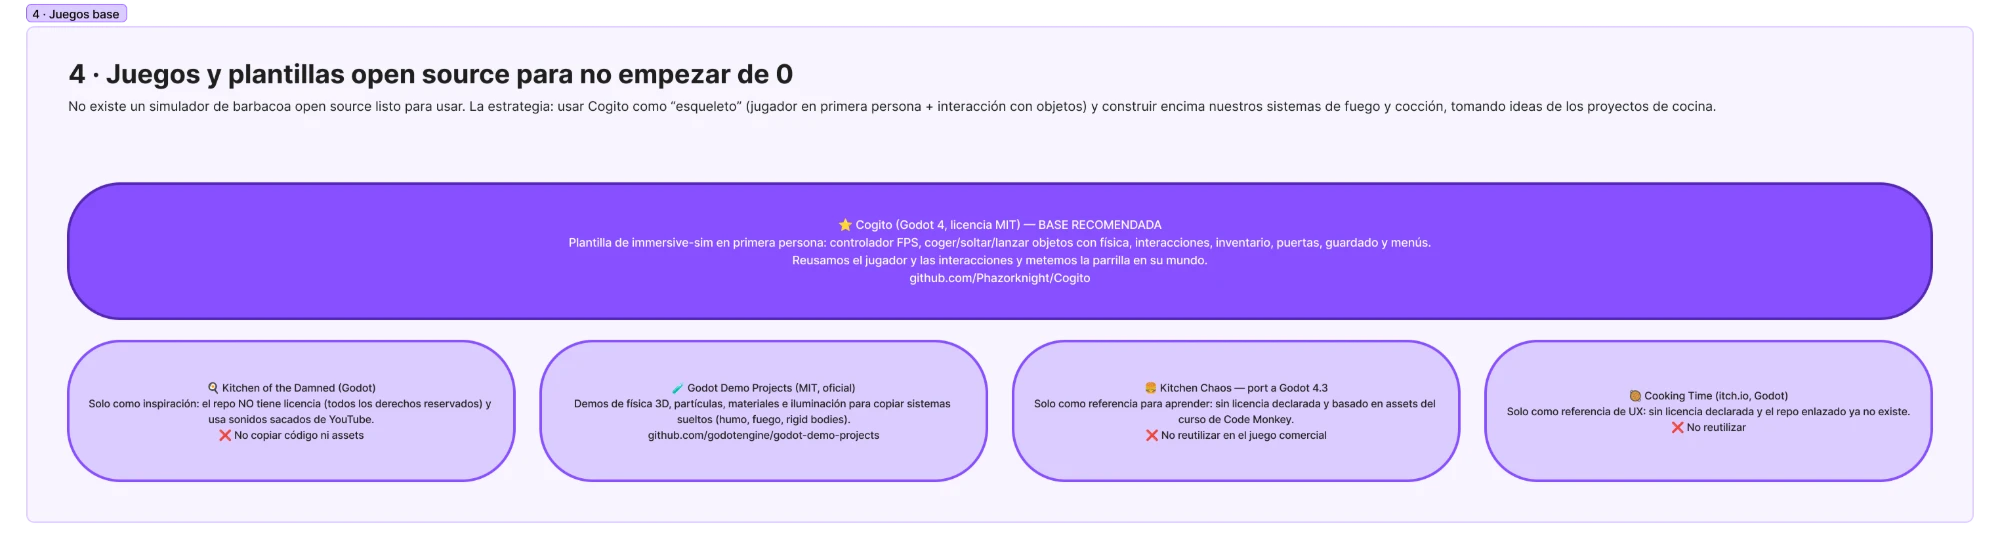 4 · Juegos base
4 · Juegos y plantillas open source para no empezar de 0
No existe un simulador de barbacoa open source listo para usar. La estrategia: usar Cogito como “esqueleto” (jugador en primera persona + interacción con objetos) y construir encima nuestros sistemas de fuego y cocción, tomando ideas de los proyectos de cocina.
⭐ Cogito (Godot 4, licencia MIT) — BASE RECOMENDADA
Plantilla de immersive-sim en primera persona: controlador FPS, coger/soltar/lanzar objetos con física, interacciones, inventario, puertas, guardado y menús.
Reusamos el jugador y las interacciones y metemos la parrilla en su mundo.
github.com/Phazorknight/Cogito
🍳 Kitchen of the Damned (Godot)
Solo como inspiración: el repo NO tiene licencia (todos los derechos reservados) y
usa sonidos sacados de YouTube.
❌ No copiar código ni assets
🧪 Godot Demo Projects (MIT, oficial)
Demos de física 3D, partículas, materiales e iluminación para copiar sistemas
sueltos (humo, fuego, rigid bodies).
github.com/godotengine/godot-demo-projects
🍔 Kitchen Chaos — port a Godot 4.3
Solo como referencia para aprender: sin licencia declarada y basado en assets del
curso de Code Monkey.
❌ No reutilizar en el juego comercial
🥘 Cooking Time (itch.io, Godot)
Solo como referencia de UX: sin licencia declarada y el repo enlazado ya no existe.
❌ No reutilizar